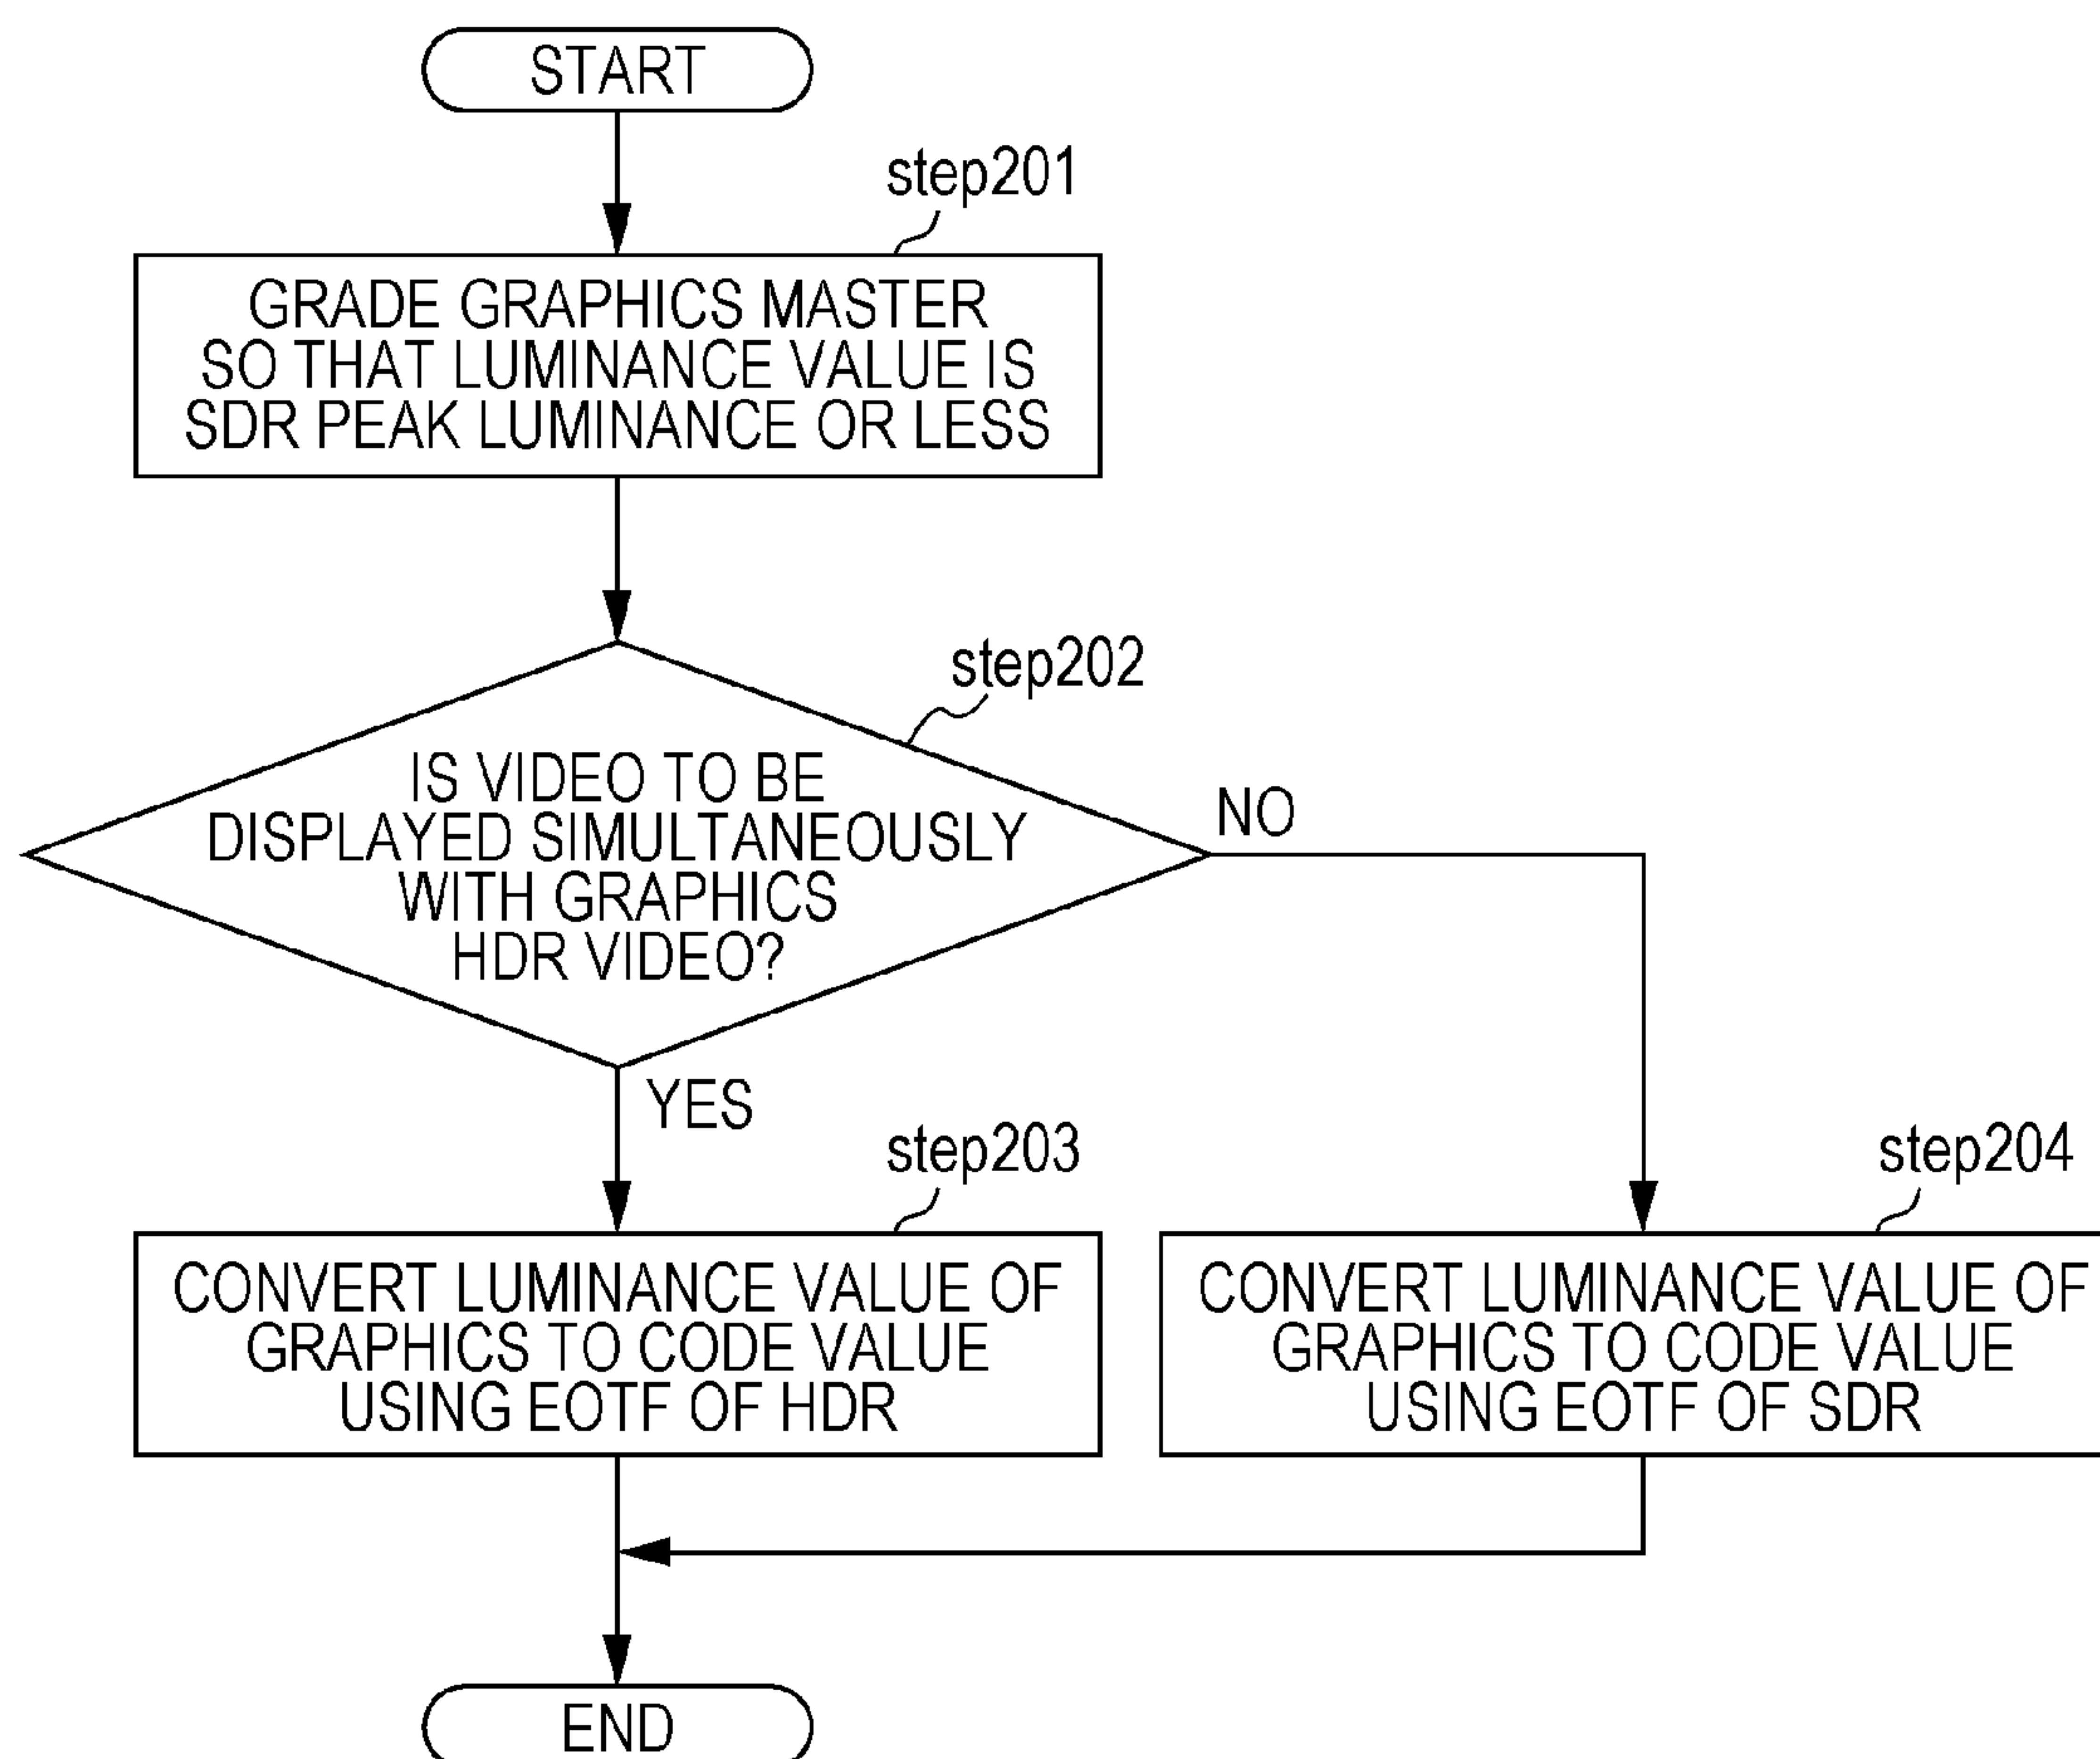 START
step201
GRADE GRAPHICS MASTER
SO THAT LUMINANCE VALUE IS
SDR PEAK LUMINANCE OR LESS
step202
IS VIDEO TO BE
DISPLAYED SIMULTANEOUSLY
WITH GRAPHICS
HDR VIDEO?
NO
YES
step203
CONVERT LUMINANCE VALUE OF
GRAPHICS TO CODE VALUE
USING EOTF OF HDR
step204
CONVERT LUMINANCE VALUE OF
GRAPHICS TO CODE VALUE
USING EOTF OF SDR
END